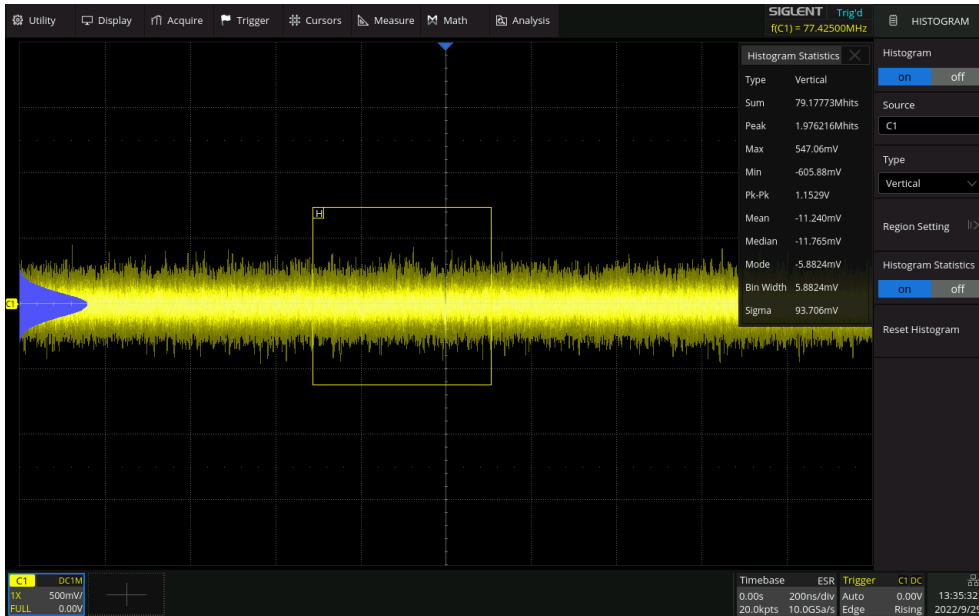 Utility Display Acquire Trigger Cursors Measure Math Analysis
SIGLENT Trig'd
f(C1) = 77.42500MHz
HISTOGRAM
Histogram
on off
Source
C1
Type
Vertical
Region Setting
Histogram Statistics
on off
Reset Histogram
Histogram Statistics
Type Vertical
Sum 79.17773Mhits
Peak 1.976216Mhits
Max 547.06mV
Min -605.88mV
Pk-Pk 1.1529V
Mean -11.240mV
Median -11.765mV
Mode -5.8824mV
Bin Width 5.8824mV
Sigma 93.706mV
H
C1
C1 DC1M
1X 500mV/
FULL 0.00V
Timebase ESR
0.00s 200ns/div
20.0kpts 10.0GSa/s
Trigger C1 DC
Auto 0.00V
Edge Rising
13:35:32